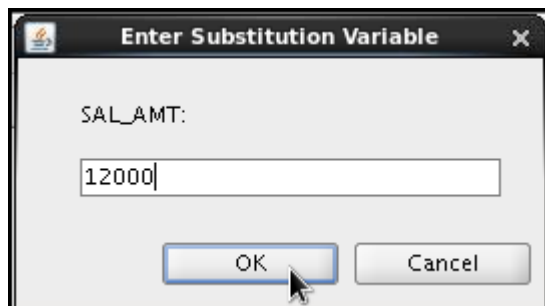 Enter Substitution Variable
SAL_AMT:
12000
OK
Cancel